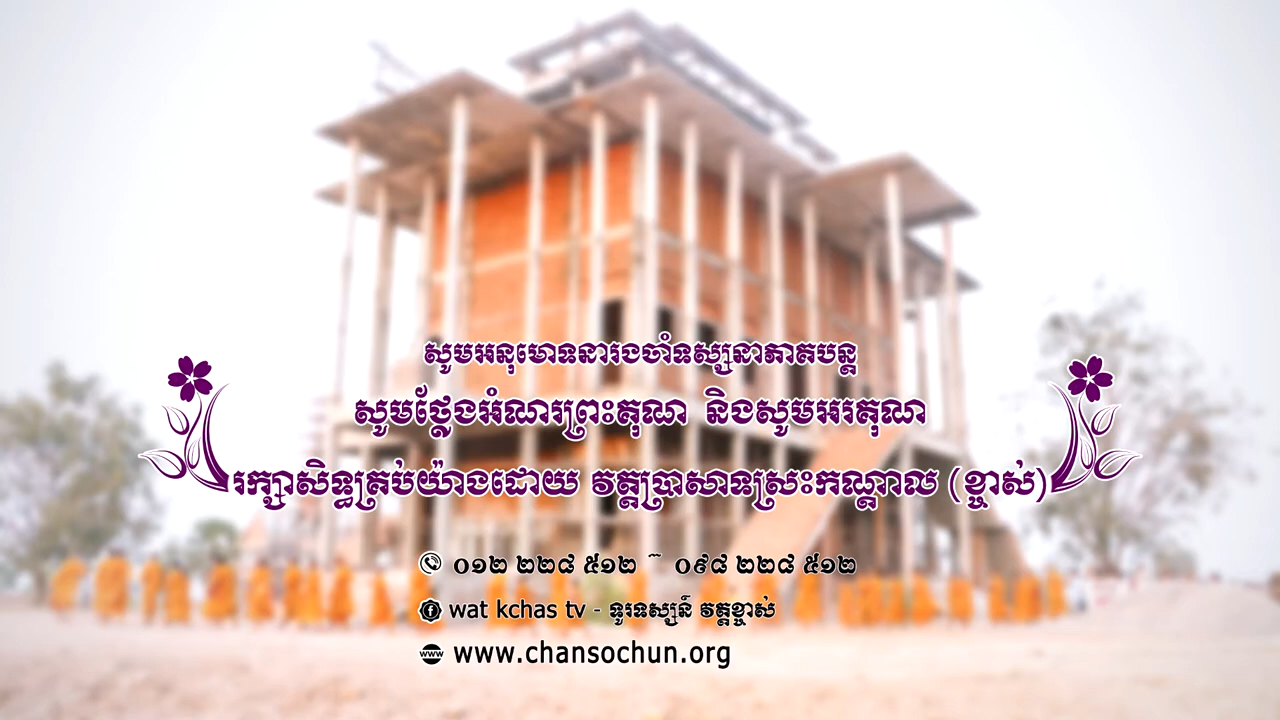 សូមអនុមោទនារងចាំទស្សនាភាគបន្ត
សូមថ្លែងអំណរព្រះគុណ និងសូមអរគុណ
រក្សាសិទ្ធគ្រប់យ៉ាងដោយ វត្តប្រាសាទស្រះកណ្ដាល (ខ្ចាស់)
០១២ ២២៨ ៥១២ ~ ០៩៨ ២២៨ ៥១២
wat kchas tv - ទូរទស្សន៍ វត្តខ្ចាស់
www.chansochun.org